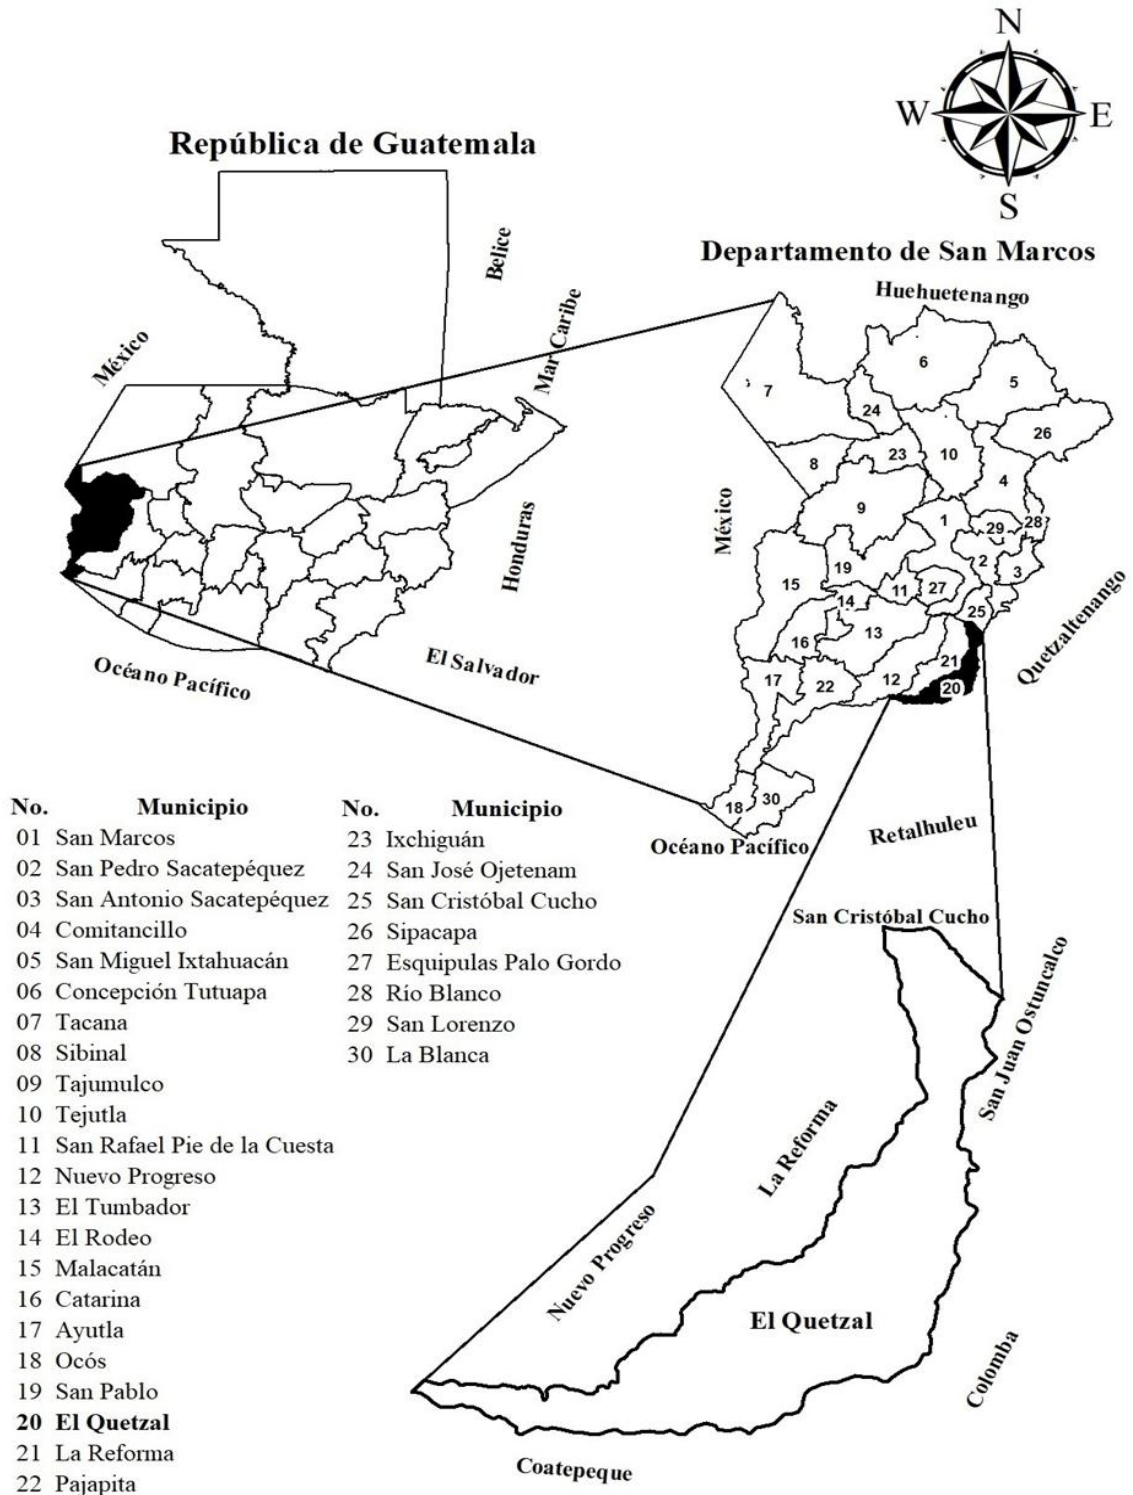 N
W
E
S
República de Guatemala
Belice
Mar Caribe
México
Honduras
El Salvador
Océano Pacífico
Departamento de San Marcos
Huehuetenango
6
5
7
24
26
23
10
8
4
9
1
29
28
2
3
19
15
11
27
14
25
13
16
21
17
22
12
20
18
30
México
Quetzaltenango
Océano Pacífico
Retalhuleu
No. Municipio
01 San Marcos
02 San Pedro Sacatepéquez
03 San Antonio Sacatepéquez
04 Comitancillo
05 San Miguel Ixtahuacán
06 Concepción Tutuapa
07 Tacana
08 Sibinal
09 Tajumulco
10 Tejutla
11 San Rafael Pie de la Cuesta
12 Nuevo Progreso
13 El Tumbador
14 El Rodeo
15 Malacatán
16 Catarina
17 Ayutla
18 Ocós
19 San Pablo
20 El Quetzal
21 La Reforma
22 Pajapita
No. Municipio
23 Ixchiguán
24 San José Ojetenam
25 San Cristóbal Cucho
26 Sipacapa
27 Esquipulas Palo Gordo
28 Río Blanco
29 San Lorenzo
30 La Blanca
San Cristóbal Cucho
San Juan Ostuncalco
La Reforma
Nuevo Progreso
El Quetzal
Colomba
Coatepeque